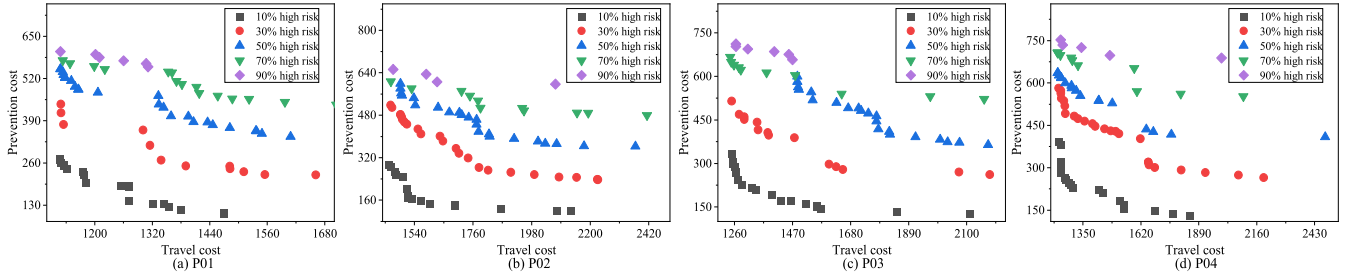 Prevention cost
650
520
390
260
130
10% high risk
30% high risk
50% high risk
70% high risk
90% high risk
1200
1320
1440
1560
1680
Travel cost
(a) P01
Prevention cost
800
640
480
320
160
10% high risk
30% high risk
50% high risk
70% high risk
90% high risk
1540
1760
1980
2200
2420
Travel cost
(b) P02
Prevention cost
750
600
450
300
150
10% high risk
30% high risk
50% high risk
70% high risk
90% high risk
1260
1470
1680
1890
2100
Travel cost
(c) P03
Prevention cost
900
750
600
450
300
150
10% high risk
30% high risk
50% high risk
70% high risk
90% high risk
1350
1620
1890
2160
2430
Travel cost
(d) P04